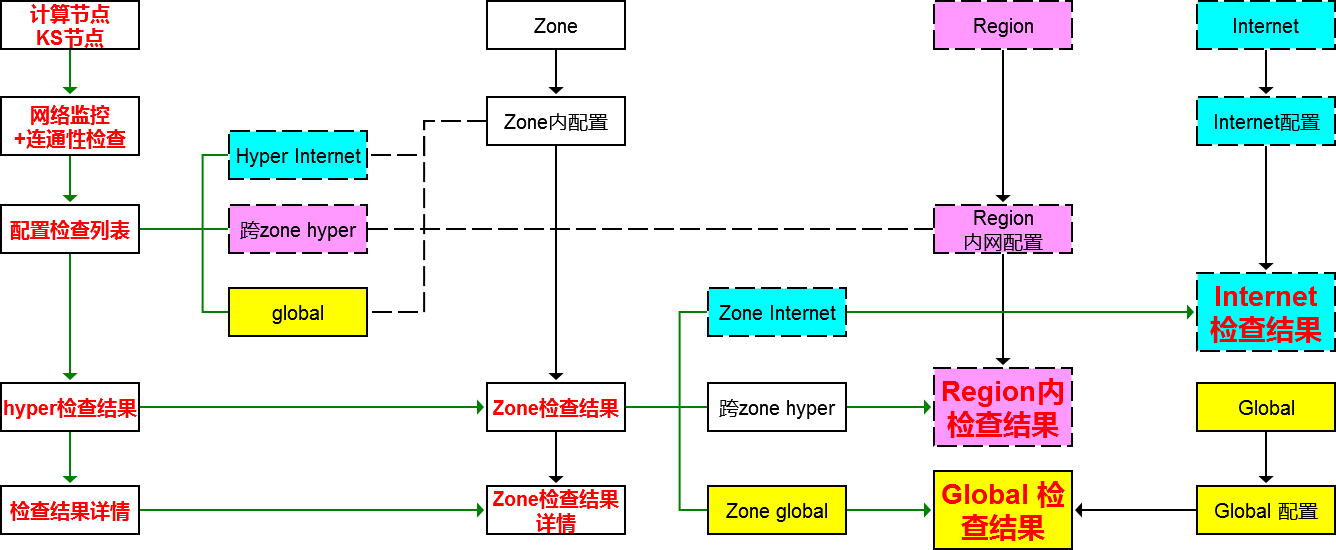 计算节点
KS节点
Zone
Region
Internet
网络监控
+连通性检查
Zone内配置
Internet配置
Hyper Internet
配置检查列表
跨zone hyper
Region
内网配置
global
Zone Internet
Internet
检查结果
hyper检查结果
Zone检查结果
跨zone hyper
Region内
检查结果
Global
检查结果详情
Zone检查结果
详情
Zone global
Global 检
查结果
Global 配置